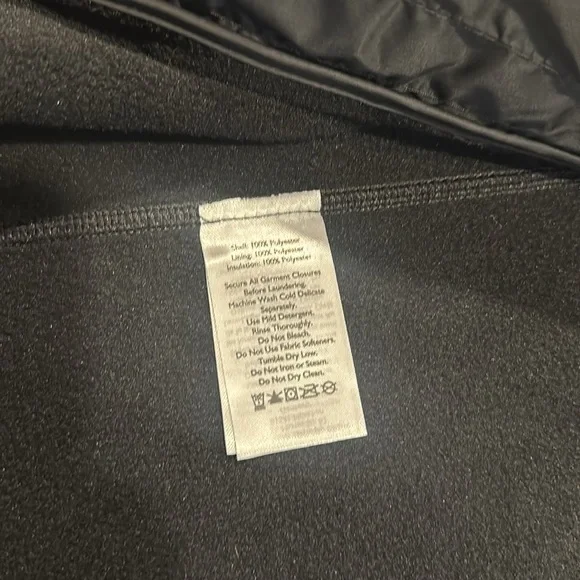 Shell: 100% Polyester
Lining: 100% Polyester
Insulation: 100% Polyester
Secure All Garment Closures
Before Laundering.
Machine Wash Cold Delicate
Separately.
Use Mild Detergent.
Rinse Thoroughly.
Do Not Bleach.
Do Not Use Fabric Softeners.
Tumble Dry Low.
Do Not Iron or Steam.
Do Not Dry Clean.